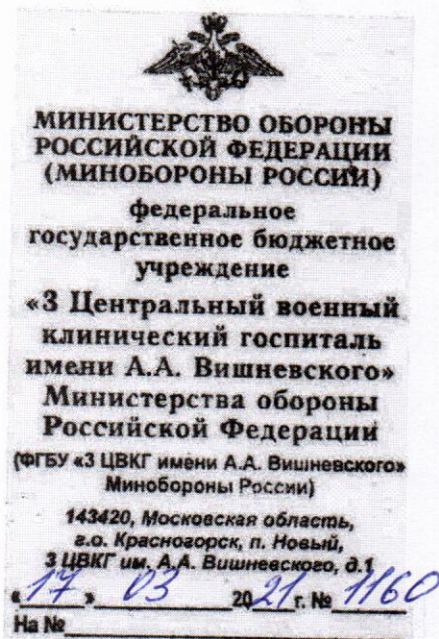 МИНИСТЕРСТВО ОБОРОНЫ
РОССИЙСКОЙ ФЕДЕРАЦИИ
(МИНОБОРОНЫ РОССИИ)
федеральное
государственное бюджетное
учреждение
«3 Центральный военный
клинический госпиталь
имени А.А. Вишневского»
Министерства обороны
Российской Федерации
(ФГБУ «3 ЦВКГ имени А.А. Вишневского»
Минобороны России)
143420, Московская область,
г.о. Красногорск, п. Новый,
3 ЦВКГ им. А.А. Вишневского, д.1
«17» 03 2021 г. № 1160
На №